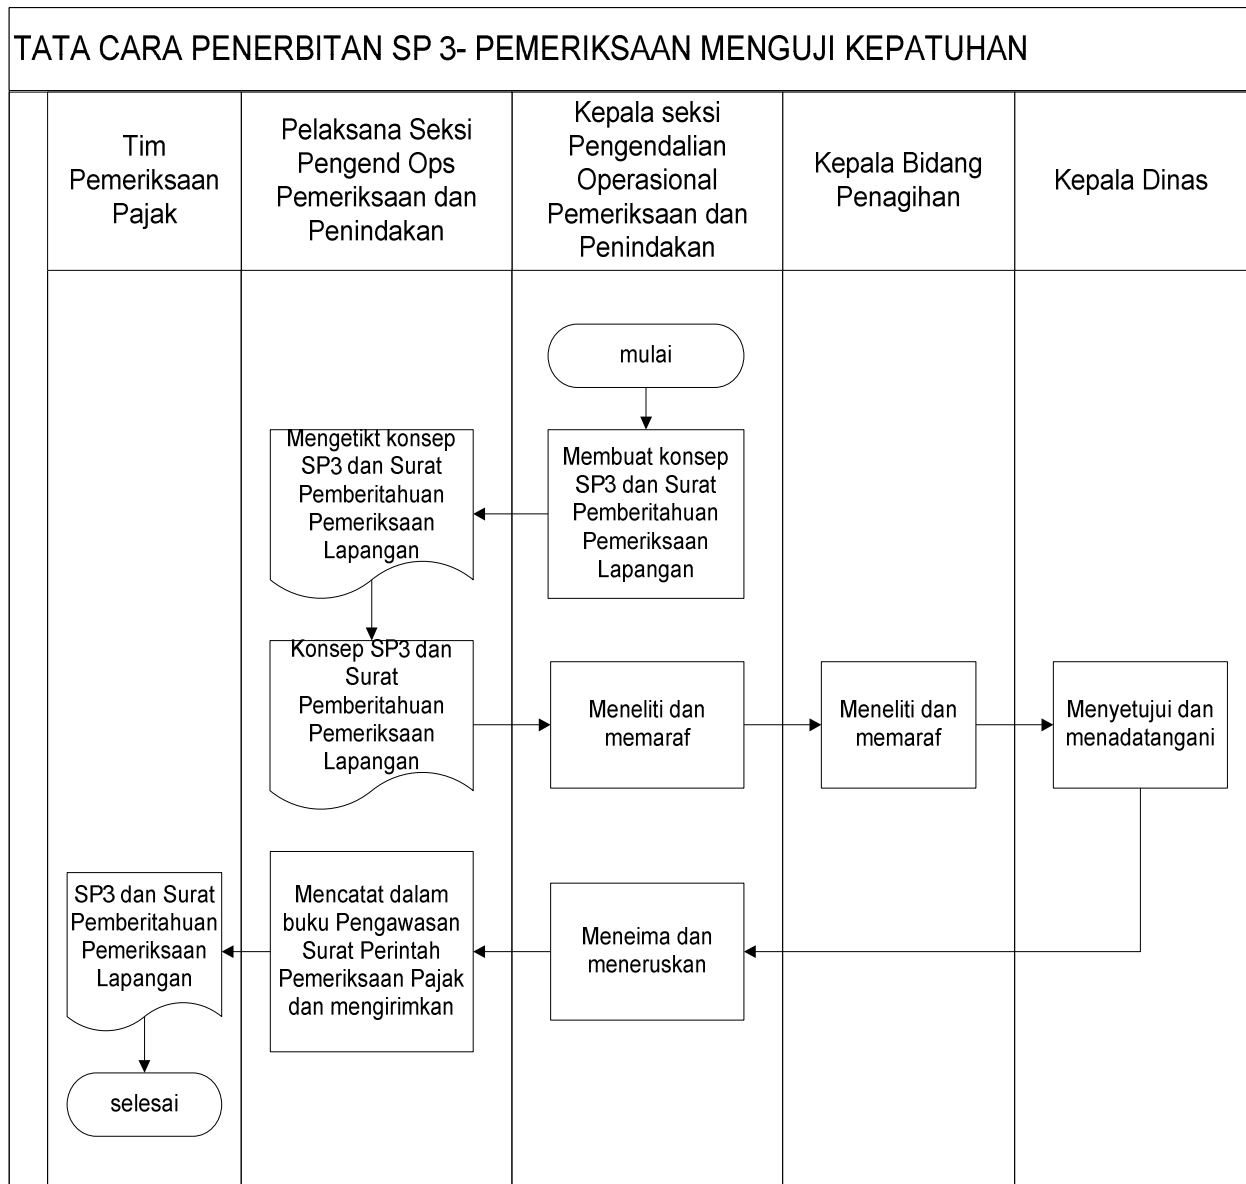 TATA CARA PENERBITAN SP 3- PEMERIKSAAN MENGUJI KEPATUHAN
Tim
Pemeriksaan
Pajak
Pelaksana Seksi
Pengend Ops
Pemeriksaan dan
Penindakan
Kepala seksi
Pengendalian
Operasional
Pemeriksaan dan
Penindakan
Kepala Bidang
Penagihan
Kepala Dinas
mulai
Mengetikt konsep
SP3 dan Surat
Pemberitahuan
Pemeriksaan
Lapangan
Membuat konsep
SP3 dan Surat
Pemberitahuan
Pemeriksaan
Lapangan
Konsep SP3 dan
Surat
Pemberitahuan
Pemeriksaan
Lapangan
Meneliti dan
memaraf
Meneliti dan
memaraf
Menyetujui dan
menadatangani
SP3 dan Surat
Pemberitahuan
Pemeriksaan
Lapangan
Mencatat dalam
buku Pengawasan
Surat Perintah
Pemeriksaan Pajak
dan mengirimkan
Meneima dan
meneruskan
selesai